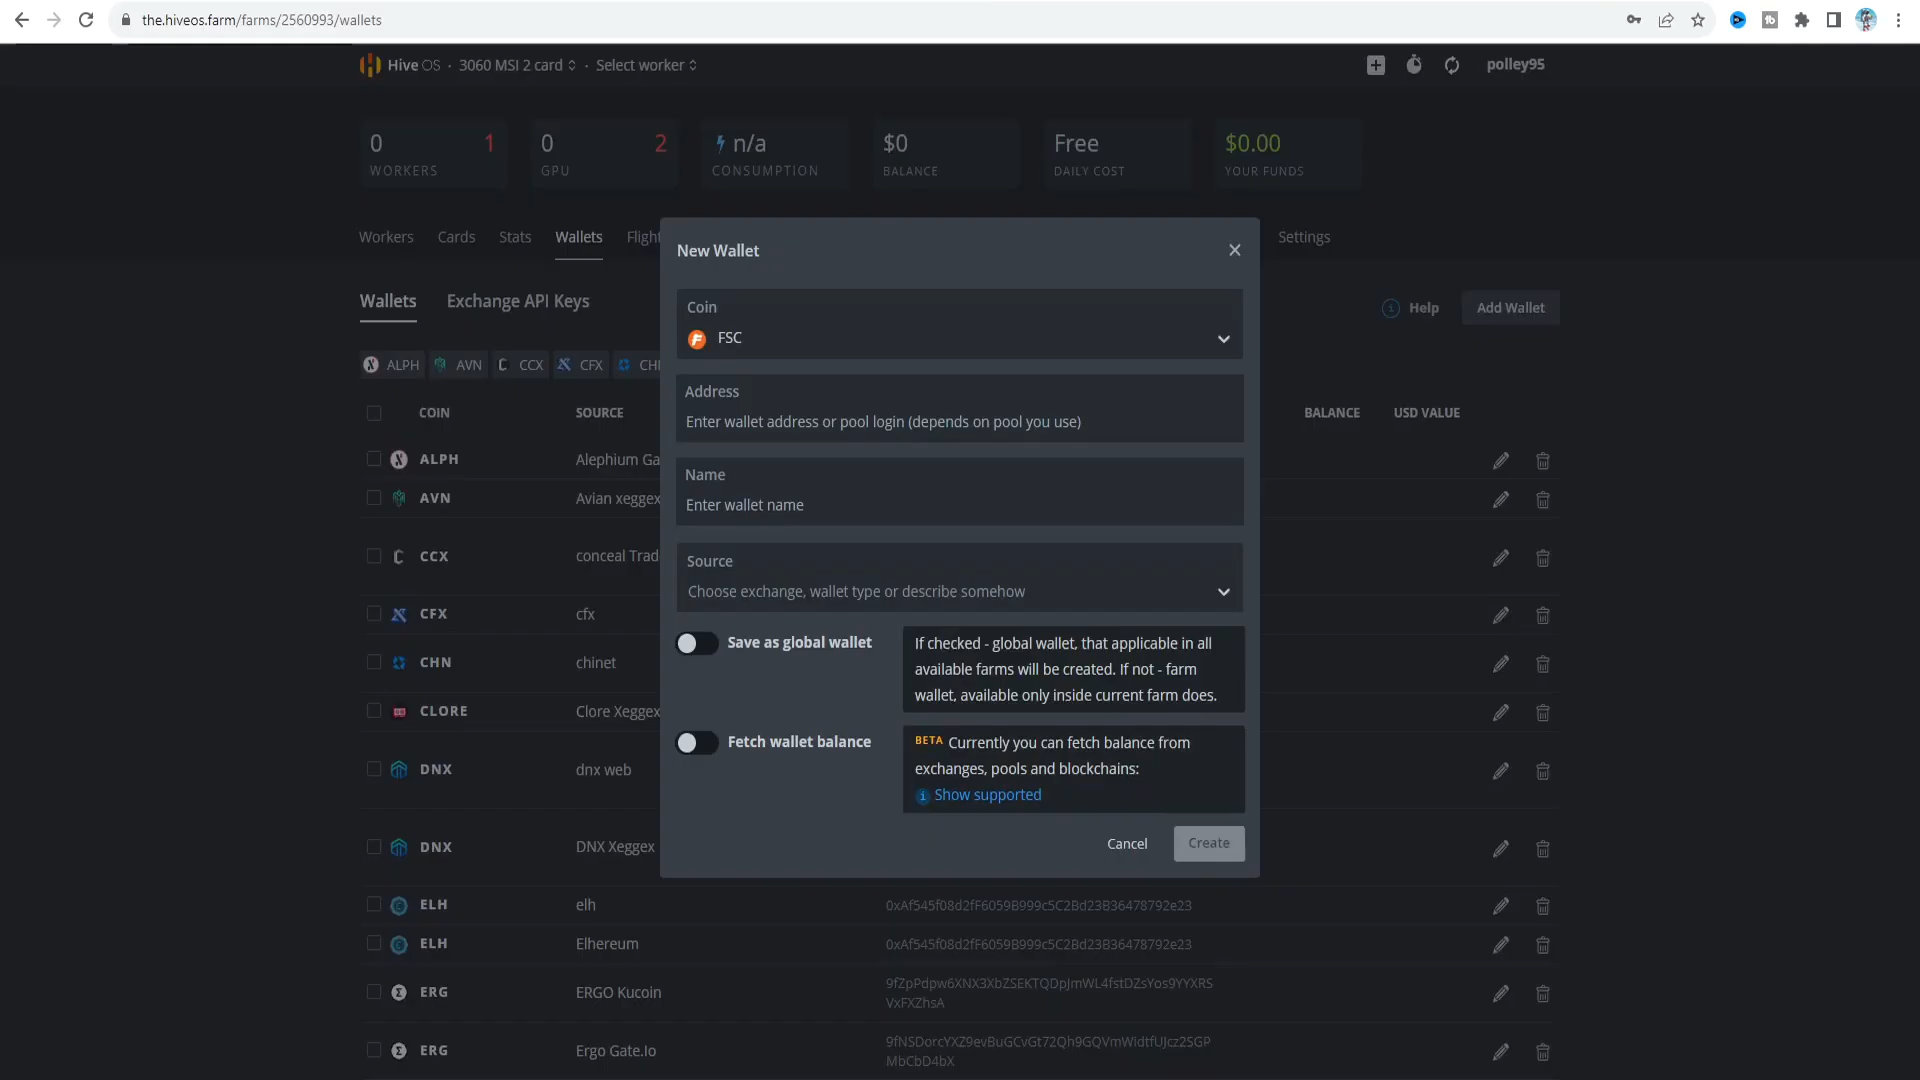 the.hiveos.farm/farms/2560993/wallets
Hive OS · 3060 MSI 2 card · Select worker
polley95
0 1 0 2 n/a $0 Free $0.00
WORKERS GPU CONSUMPTION BALANCE DAILY COST YOUR FUNDS
Workers Cards Stats Wallets Flight Settings
New Wallet
Wallets Exchange API Keys
Help Add Wallet
Coin
FSC
ALPH AVN CCX CFX CHI
Address
Enter wallet address or pool login (depends on pool you use)
COIN SOURCE BALANCE USD VALUE
ALPH Alephium Ga
Name
Enter wallet name
AVN Avian xeggex
CCX conceal Trad
Source
Choose exchange, wallet type or describe somehow
CFX cfx
Save as global wallet
If checked - global wallet, that applicable in all
available farms will be created. If not - farm
wallet, available only inside current farm does.
CHN chinet
CLORE Clore Xeggex
Fetch wallet balance
BETA Currently you can fetch balance from
exchanges, pools and blockchains:
Show supported
DNX dnx web
Cancel Create
DNX DNX Xeggex
ELH elh 0xAf545f08d2fF6059B999c5C2Bd23B36478792e23
ELH Elhereum 0xAf545f08d2fF6059B999c5C2Bd23B36478792e23
ERG ERGO Kucoin 9fZpPdpw6XNX3XbZSEKTQDpJmWL4fstDZsYos9YYXRS
VxFXZhsA
ERG Ergo Gate.Io 9fNSDorcYXZ9evBuGCvGt72Qh9GQVmWidtfUJcz2SGP
MbCbD4bX